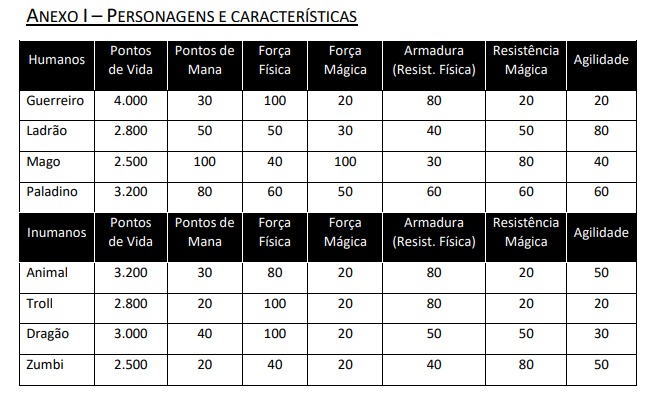 ANEXO I – PERSONAGENS E CARACTERÍSTICAS
Humanos Pontos de Vida Pontos de Mana Força Física Força Mágica Armadura (Resist. Física) Resistência Mágica Agilidade
Guerreiro 4.000 30 100 20 80 20 20
Ladrão 2.800 50 50 30 40 50 80
Mago 2.500 100 40 100 30 80 40
Paladino 3.200 80 60 50 60 60 60
Inumanos Pontos de Vida Pontos de Mana Força Física Força Mágica Armadura (Resist. Física) Resistência Mágica Agilidade
Animal 3.200 30 80 20 80 20 50
Troll 2.800 20 100 20 80 20 20
Dragão 3.000 40 100 20 50 50 30
Zumbi 2.500 20 40 20 40 80 50